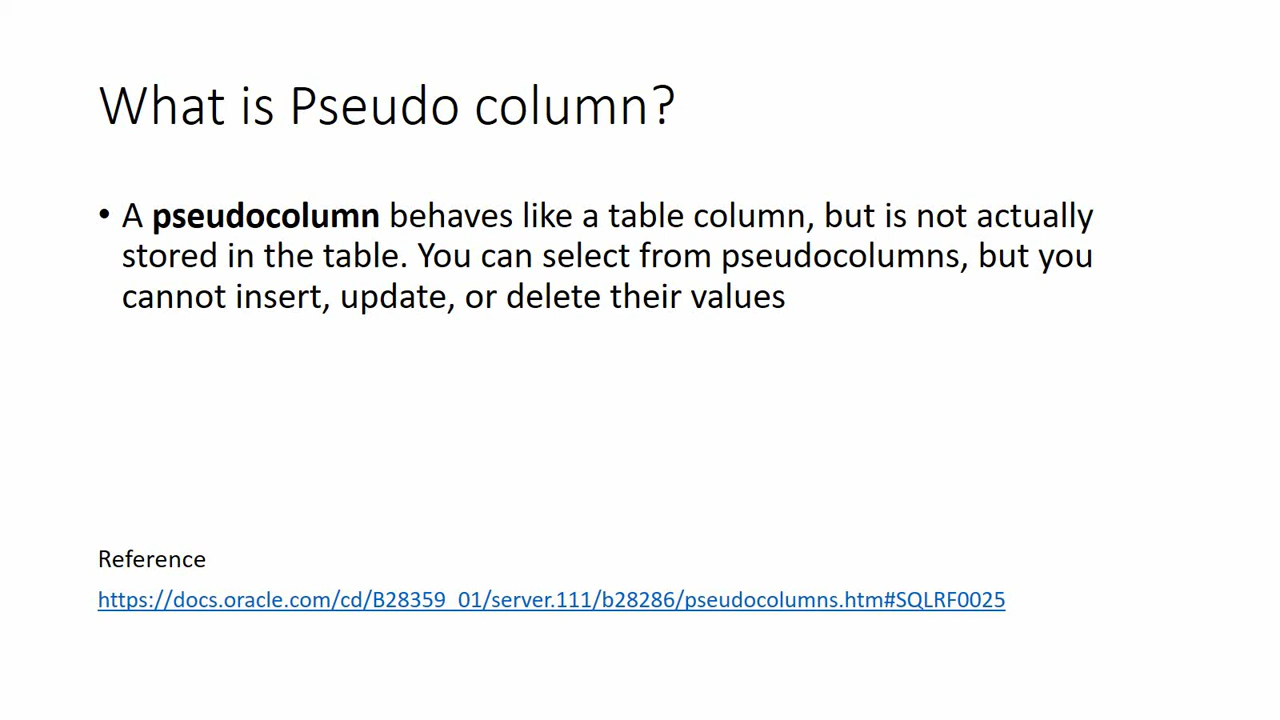 What is Pseudo column?
• A pseudocolumn behaves like a table column, but is not actually
stored in the table. You can select from pseudocolumns, but you
cannot insert, update, or delete their values
Reference
https://docs.oracle.com/cd/B28359_01/server.111/b28286/pseudocolumns.htm#SQLRF0025